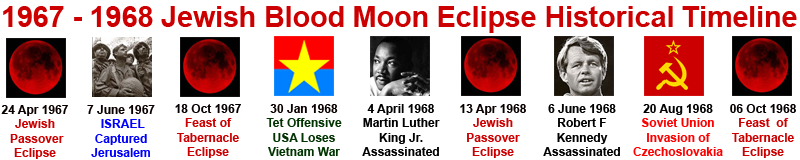 1967 - 1968 Jewish Blood Moon Eclipse Historical Timeline
24 Apr 1967
Jewish
Passover
Eclipse
7 June 1967
ISRAEL
Captured
Jerusalem
18 Oct 1967
Feast of
Tabernacle
Eclipse
30 Jan 1968
Tet Offensive
USA Loses
Vietnam War
4 April 1968
Martin Luther
King Jr.
Assassinated
13 Apr 1968
Jewish
Passover
Eclipse
6 June 1968
Robert F
Kennedy
Assassinated
20 Aug 1968
Soviet Union
Invasion of
Czechoslovakia
06 Oct 1968
Feast of
Tabernacle
Eclipse